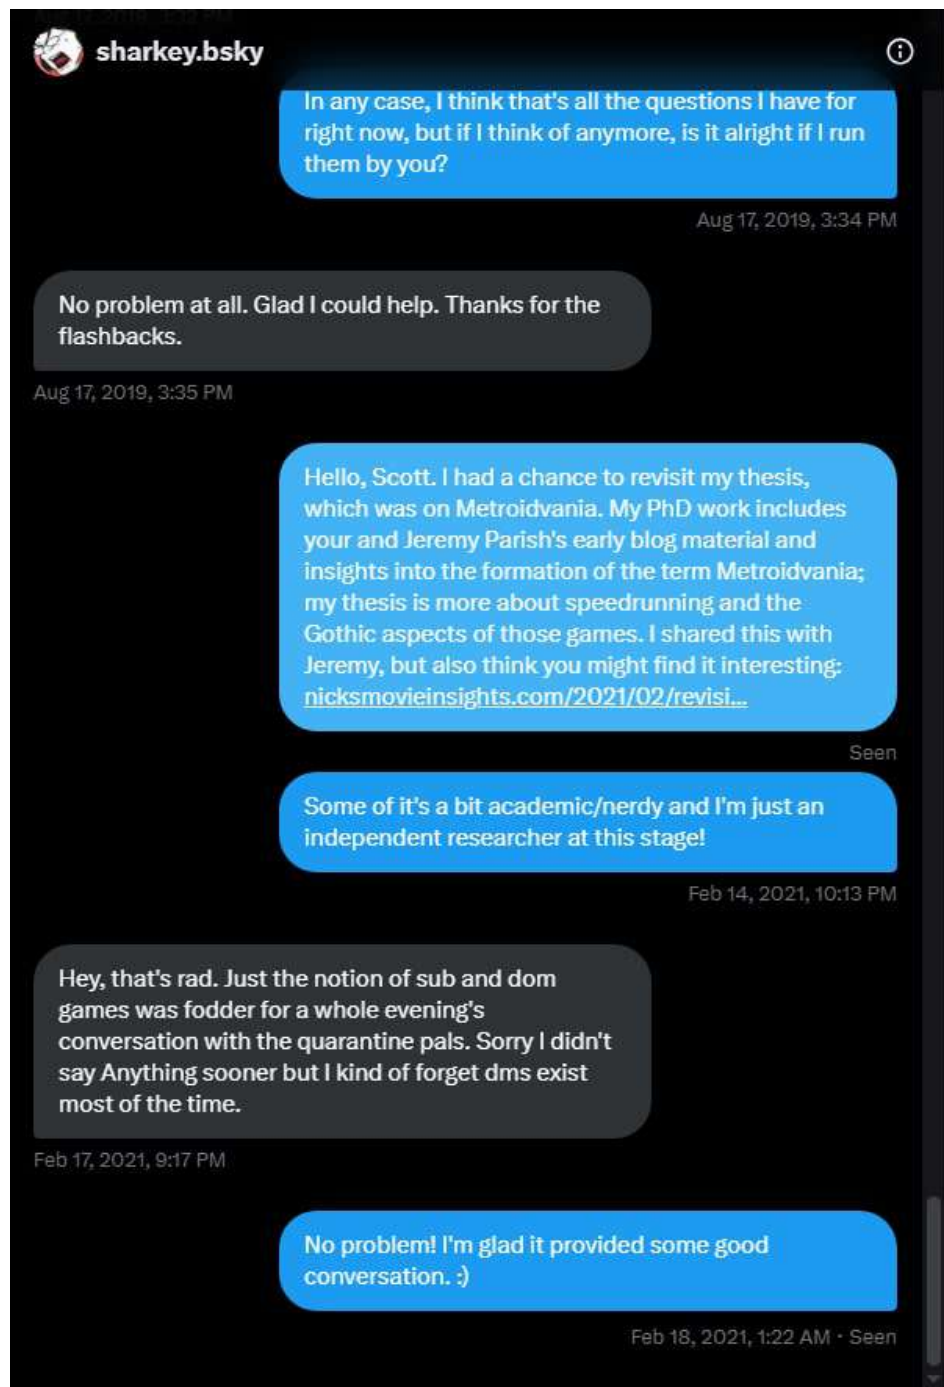 Aug 17, 2019, 1:32 PM
sharkey.bsky
In any case, I think that's all the questions I have for
right now, but if I think of anymore, is it alright if I run
them by you?
Aug 17, 2019, 3:34 PM
No problem at all. Glad I could help. Thanks for the
flashbacks.
Aug 17, 2019, 3:35 PM
Hello, Scott. I had a chance to revisit my thesis,
which was on Metroidvania. My PhD work includes
your and Jeremy Parish's early blog material and
insights into the formation of the term Metroidvania;
my thesis is more about speedrunning and the
Gothic aspects of those games. I shared this with
Jeremy, but also think you might find it interesting:
nicksmovieinsights.com/2021/02/revisi...
Seen
Some of it's a bit academic/nerdy and I'm just an
independent researcher at this stage!
Feb 14, 2021, 10:13 PM
Hey, that's rad. Just the notion of sub and dom
games was fodder for a whole evening's
conversation with the quarantine pals. Sorry I didn't
say Anything sooner but I kind of forget dms exist
most of the time.
Feb 17, 2021, 9:17 PM
No problem! I'm glad it provided some good
conversation. :)
Feb 18, 2021, 1:22 AM · Seen